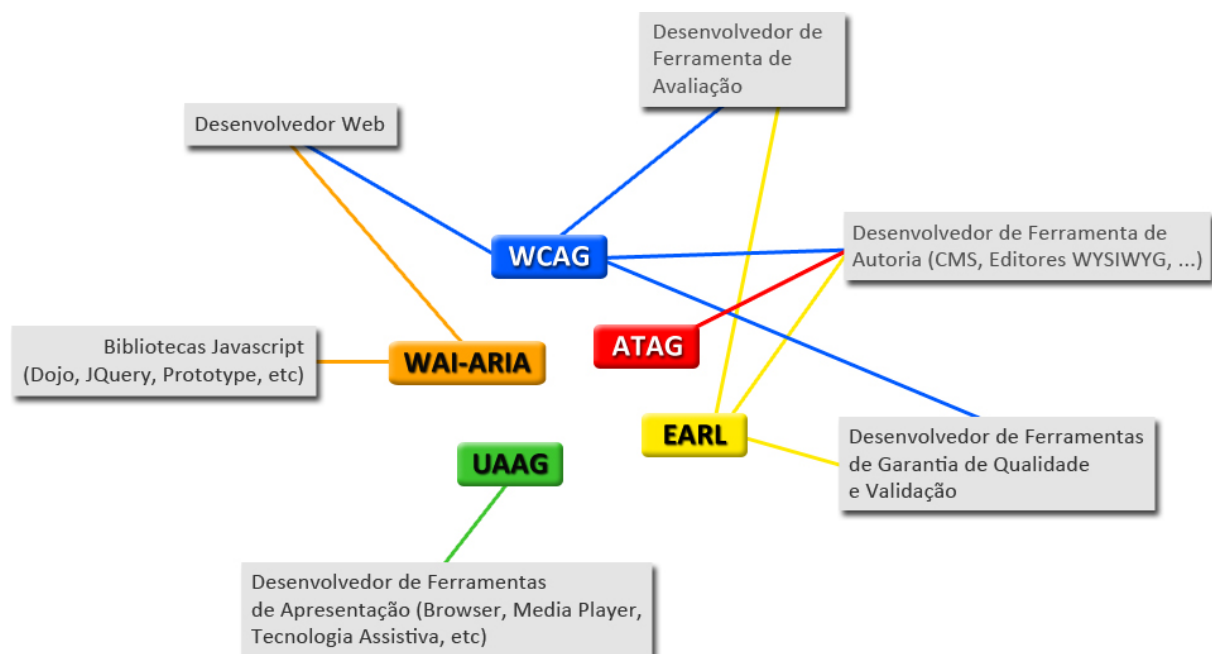 Desenvolvedor de
Ferramenta de
Avaliação
Desenvolvedor Web
WCAG
Desenvolvedor de Ferramenta de
Autoria (CMS, Editores WYSIWYG, ...)
ATAG
Bibliotecas Javascript
(Dojo, JQuery, Prototype, etc)
WAI-ARIA
EARL
Desenvolvedor de Ferramentas
de Garantia de Qualidade
e Validação
UAAG
Desenvolvedor de Ferramentas
de Apresentação (Browser, Media Player,
Tecnologia Assistiva, etc)